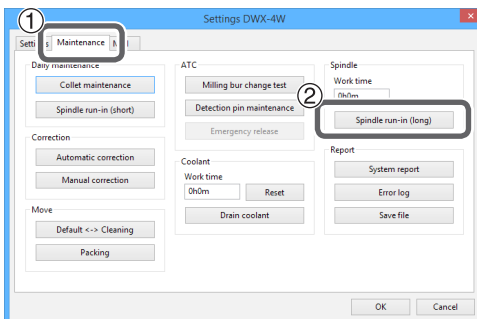 Settings DWX-4W
1
Maintenance
Daily maintenance
Collet maintenance
Spindle run-in (short)
Correction
Automatic correction
Manual correction
Move
Default <-> Cleaning
Packing
ATC
Milling bur change test
Detection pin maintenance
Emergency release
Coolant
Work time
0h0m
Reset
Drain coolant
Spindle
Work time
0h0m
2
Spindle run-in (long)
Report
System report
Error log
Save file
OK
Cancel